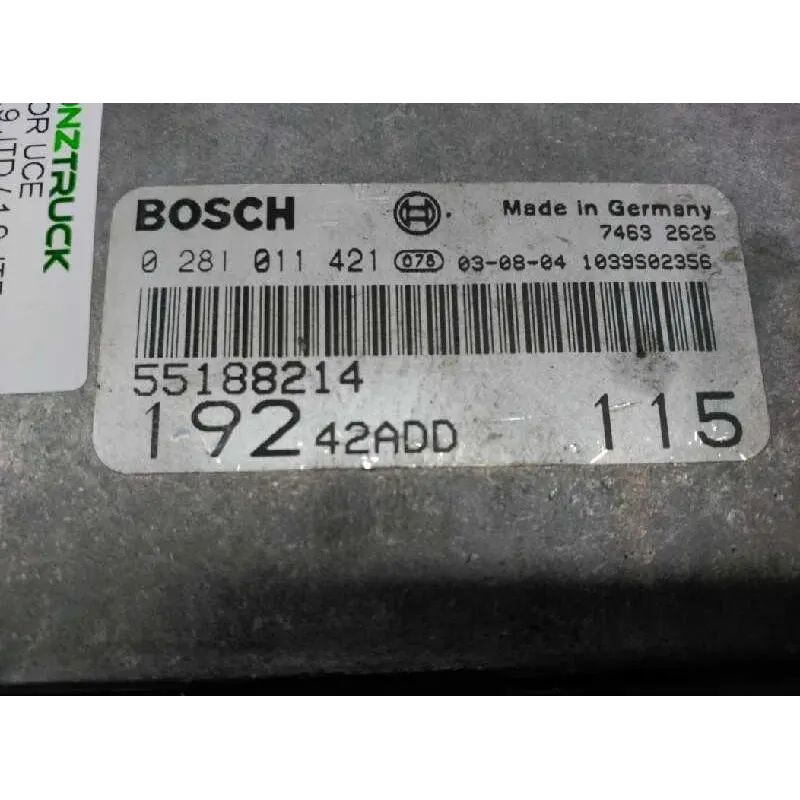 BOSCH
Made in Germany
7463 2626
0 281 011 421 078 03-08-04 1039S02356
55188214
192 42ADD 115
ONZTRUCK
OR UCE